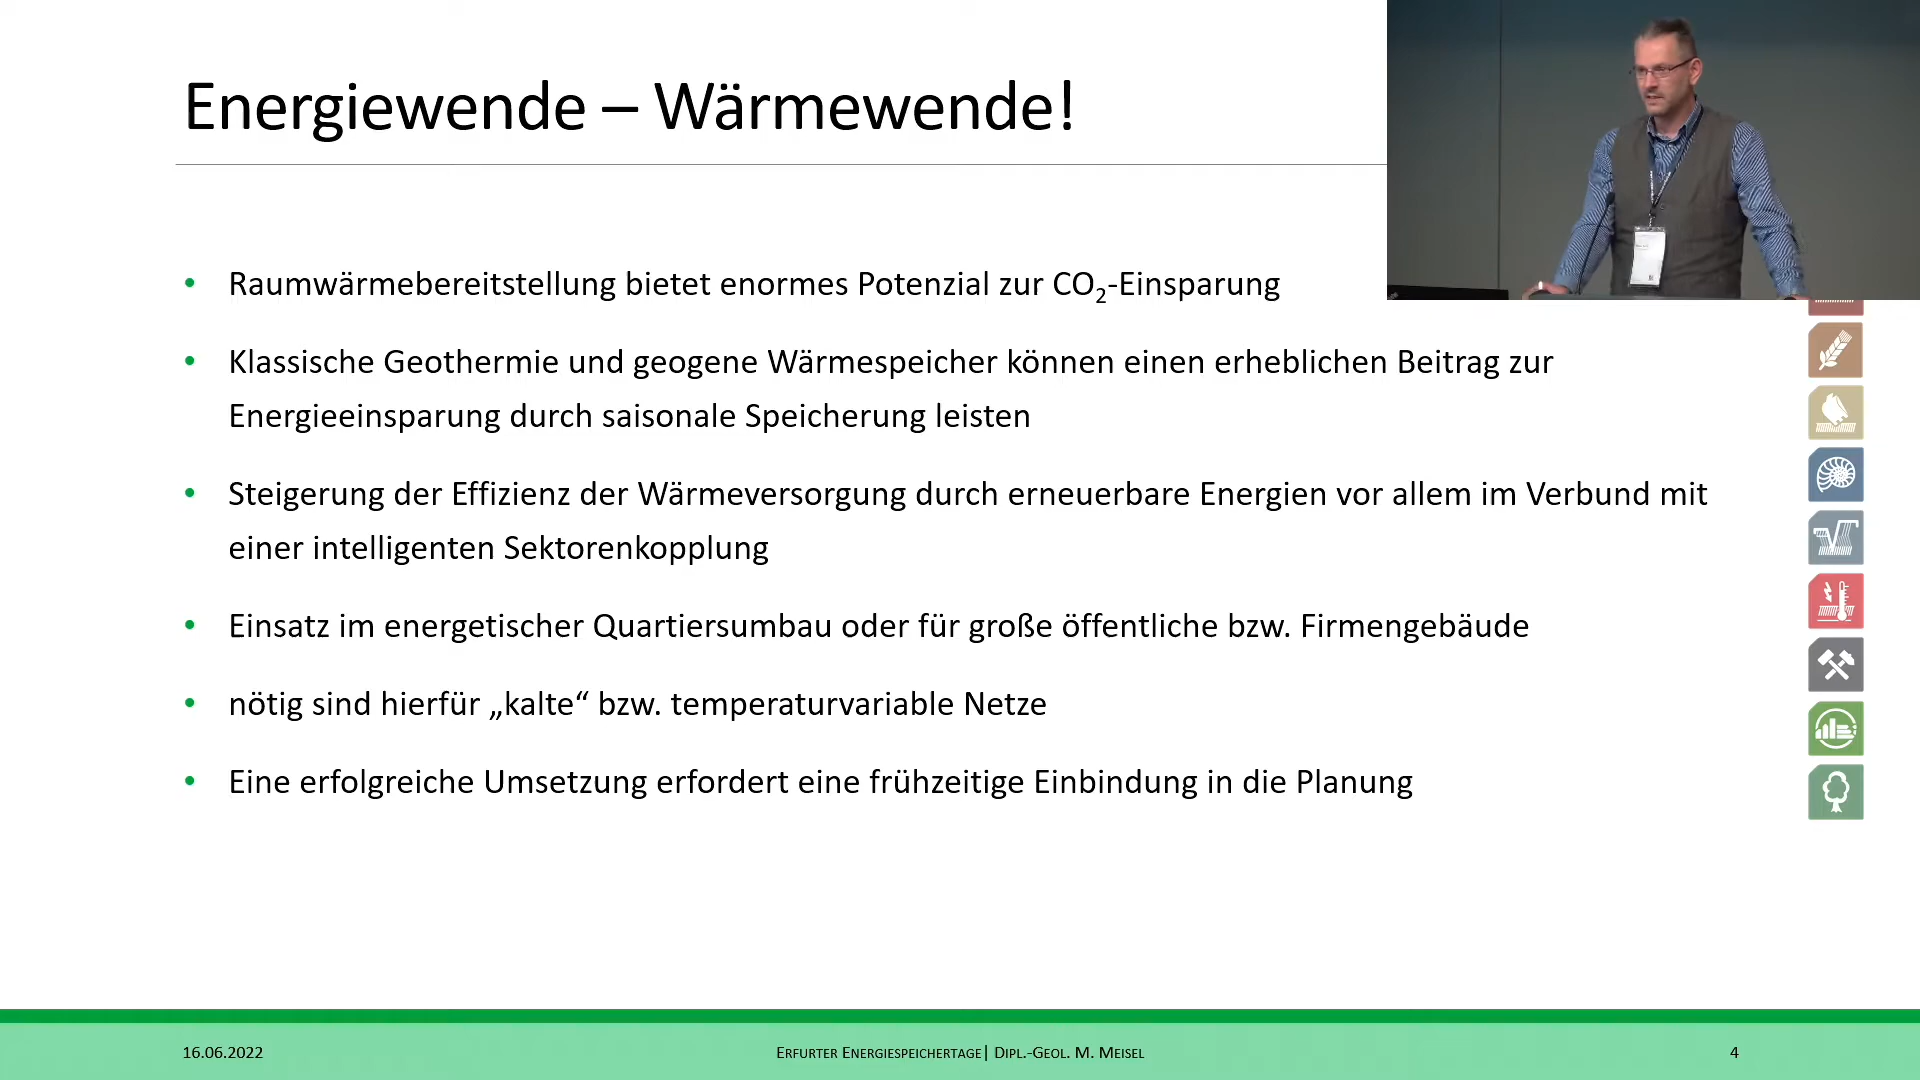 Energiewende – Wärmewende!
• Raumwärmebereitstellung bietet enormes Potenzial zur CO₂-Einsparung
• Klassische Geothermie und geogene Wärmespeicher können einen erheblichen Beitrag zur
Energieeinsparung durch saisonale Speicherung leisten
• Steigerung der Effizienz der Wärmeversorgung durch erneuerbare Energien vor allem im Verbund mit
einer intelligenten Sektorenkopplung
• Einsatz im energetischer Quartiersumbau oder für große öffentliche bzw. Firmengebäude
• nötig sind hierfür „kalte“ bzw. temperaturvariable Netze
• Eine erfolgreiche Umsetzung erfordert eine frühzeitige Einbindung in die Planung
16.06.2022
Erfurter Energiespeichertage| Dipl.-Geol. M. Meisel
4